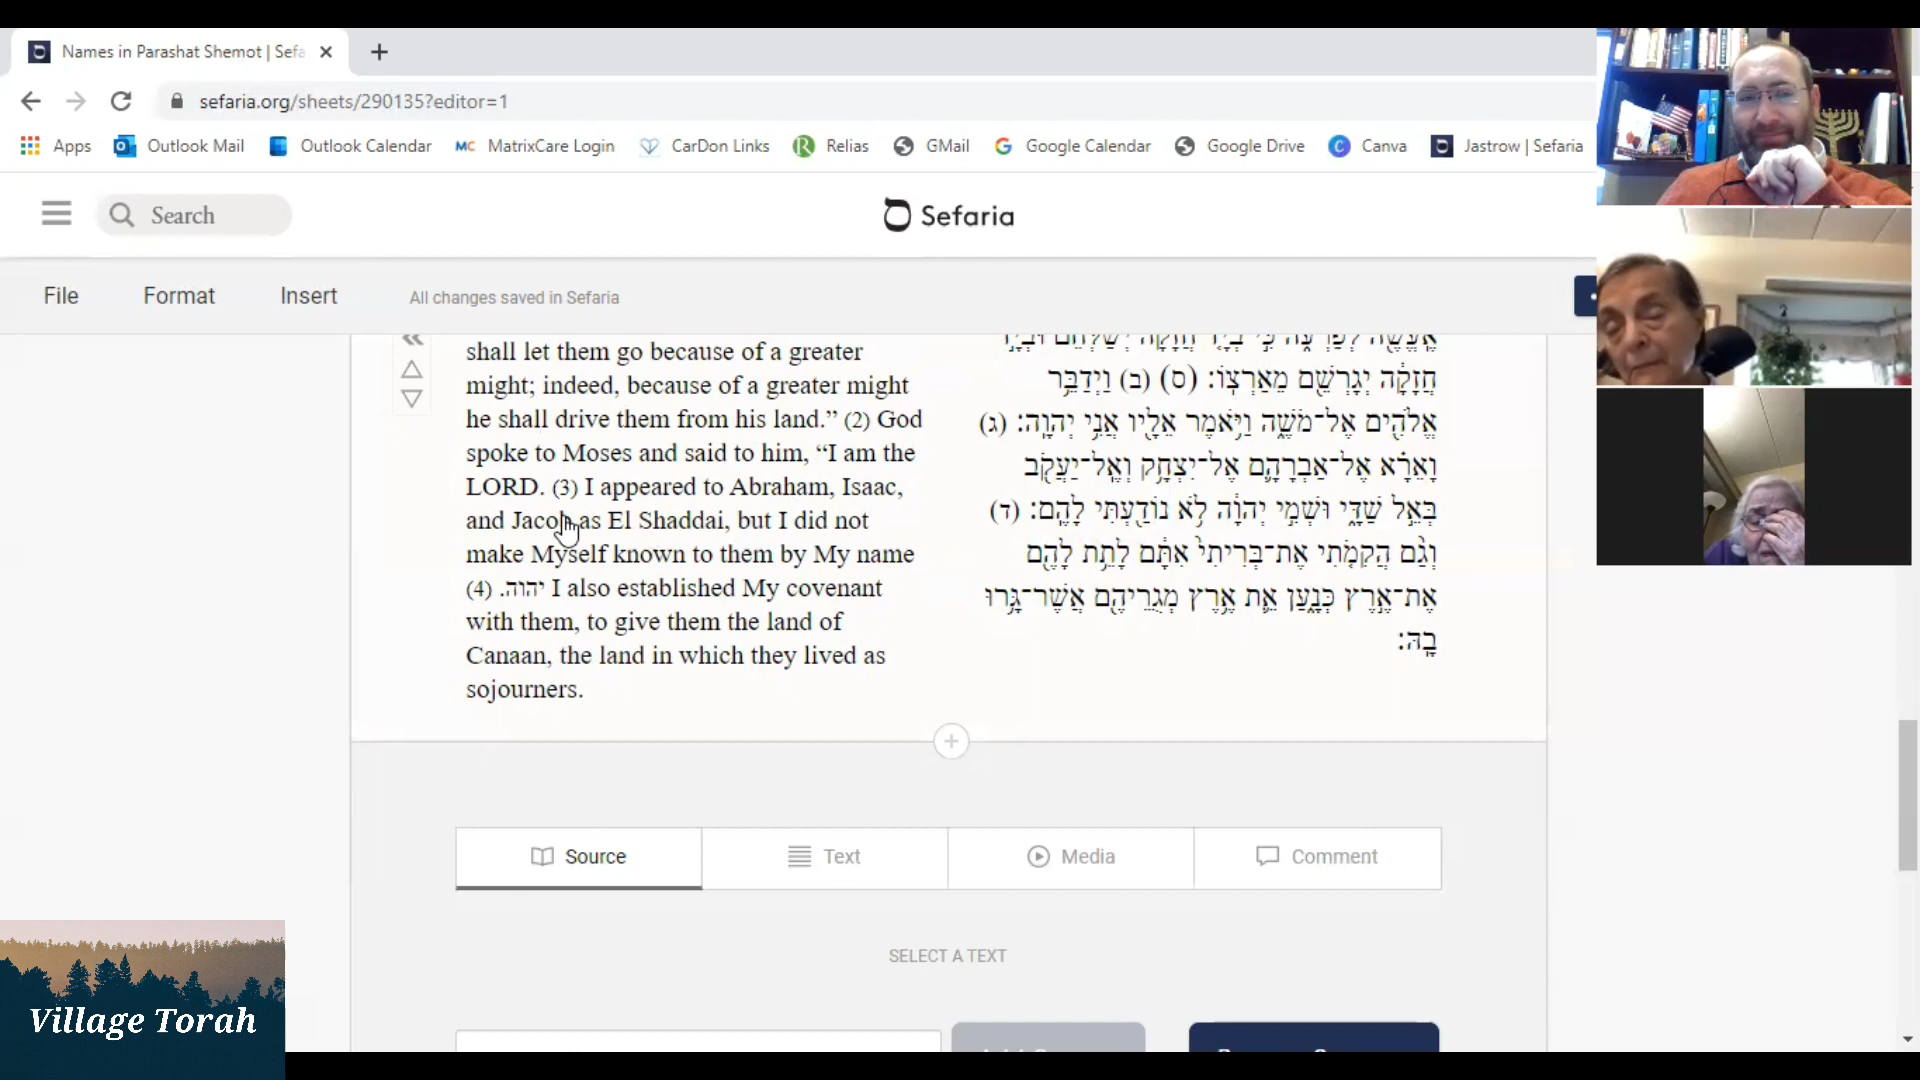 Names in Parashat Shemot | Sefa
sefaria.org/sheets/290135?editor=1
Apps
Outlook Mail
Outlook Calendar
MC MatrixCare Login
CarDon Links
Relias
GMail
Google Calendar
Google Drive
Canva
Jastrow | Sefaria
Search
Sefaria
File
Format
Insert
All changes saved in Sefaria
shall let them go because of a greater
might; indeed, because of a greater might
he shall drive them from his land.” (2) God
spoke to Moses and said to him, “I am the
LORD. (3) I appeared to Abraham, Isaac,
and Jacob as El Shaddai, but I did not
make Myself known to them by My name
(4) .יהוה I also established My covenant
with them, to give them the land of
Canaan, the land in which they lived as
sojourners.
אֶֽעֱשֶׂ֖ה לְפַרְעֹ֑ה כִּ֣י בְיָ֤ד חֲזָקָה֙ יְשַׁלְּחֵ֔ם וּבְיָ֣ד
חֲזָקָ֔ה יְגָרְשֵׁ֖ם מֵאַרְצֽוֹ׃ (ס) (ב) וַיְדַבֵּ֥ר
אֱלֹהִ֖ים אֶל־מֹשֶׁ֑ה וַיֹּ֥אמֶר אֵלָ֖יו אֲנִ֥י יְהוָֽה׃ (ג)
וָאֵרָ֗א אֶל־אַבְרָהָ֛ם אֶל־יִצְחָ֥ק וְאֶֽל־יַעֲקֹ֖ב
בְּאֵ֣ל שַׁדָּ֑י וּשְׁמִ֣י יְהוָ֔ה לֹ֥א נוֹדַ֖עְתִּי לָהֶֽם׃ (ד)
וְגַ֨ם הֲקִמֹ֤תִי אֶת־בְּרִיתִי֙ אִתָּ֔ם לָתֵ֥ת לָהֶ֖ם
אֶת־אֶ֣רֶץ כְּנָ֑עַן אֵ֛ת אֶ֥רֶץ מְגֻרֵיהֶ֖ם אֲשֶׁר־גָּ֥רוּ
בָֽהּ׃
Source
Text
Media
Comment
SELECT A TEXT
Village Torah